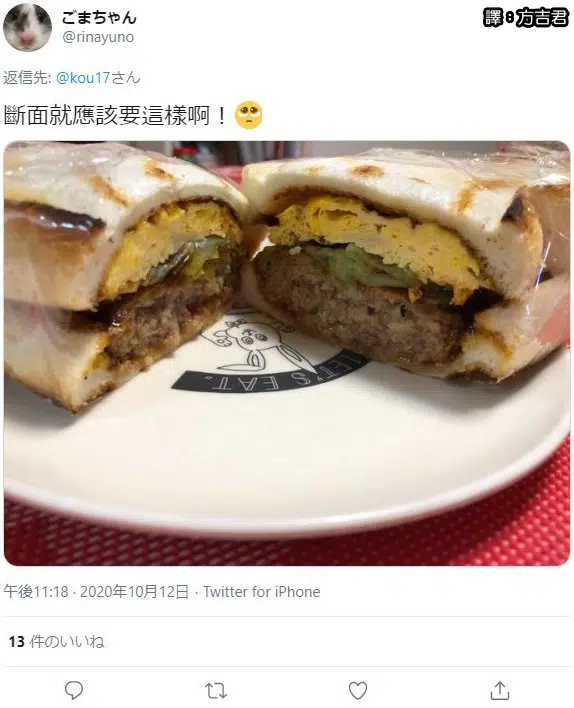 ごまちゃん
@rinayuno
譯●方吉君
返信先: @kou17さん
斷面就應該要這樣啊！🥺
LET'S EAT.
午後11:18 · 2020年10月12日 · Twitter for iPhone
13 件のいいね